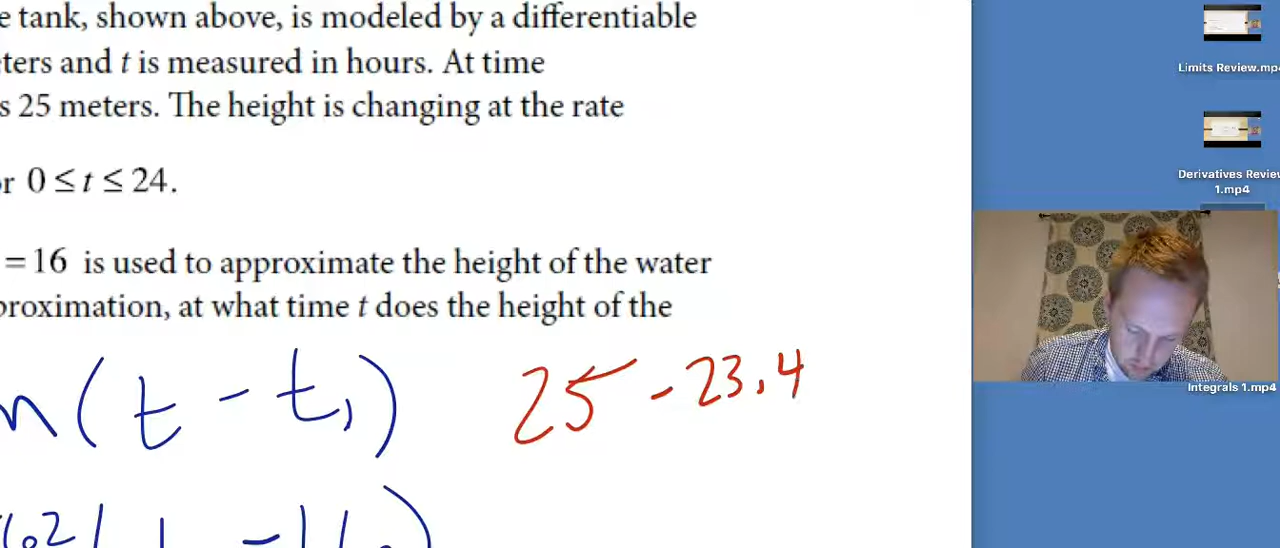 e tank, shown above, is modeled by a differentiable
ters and t is measured in hours. At time
s 25 meters. The height is changing at the rate
r 0 ≤ t ≤ 24.
= 16 is used to approximate the height of the water
proximation, at what time t does the height of the
m(t - t₁)
25 - 23.4
Limits Review.mp4
Derivatives Review
1.mp4
Integrals 1.mp4